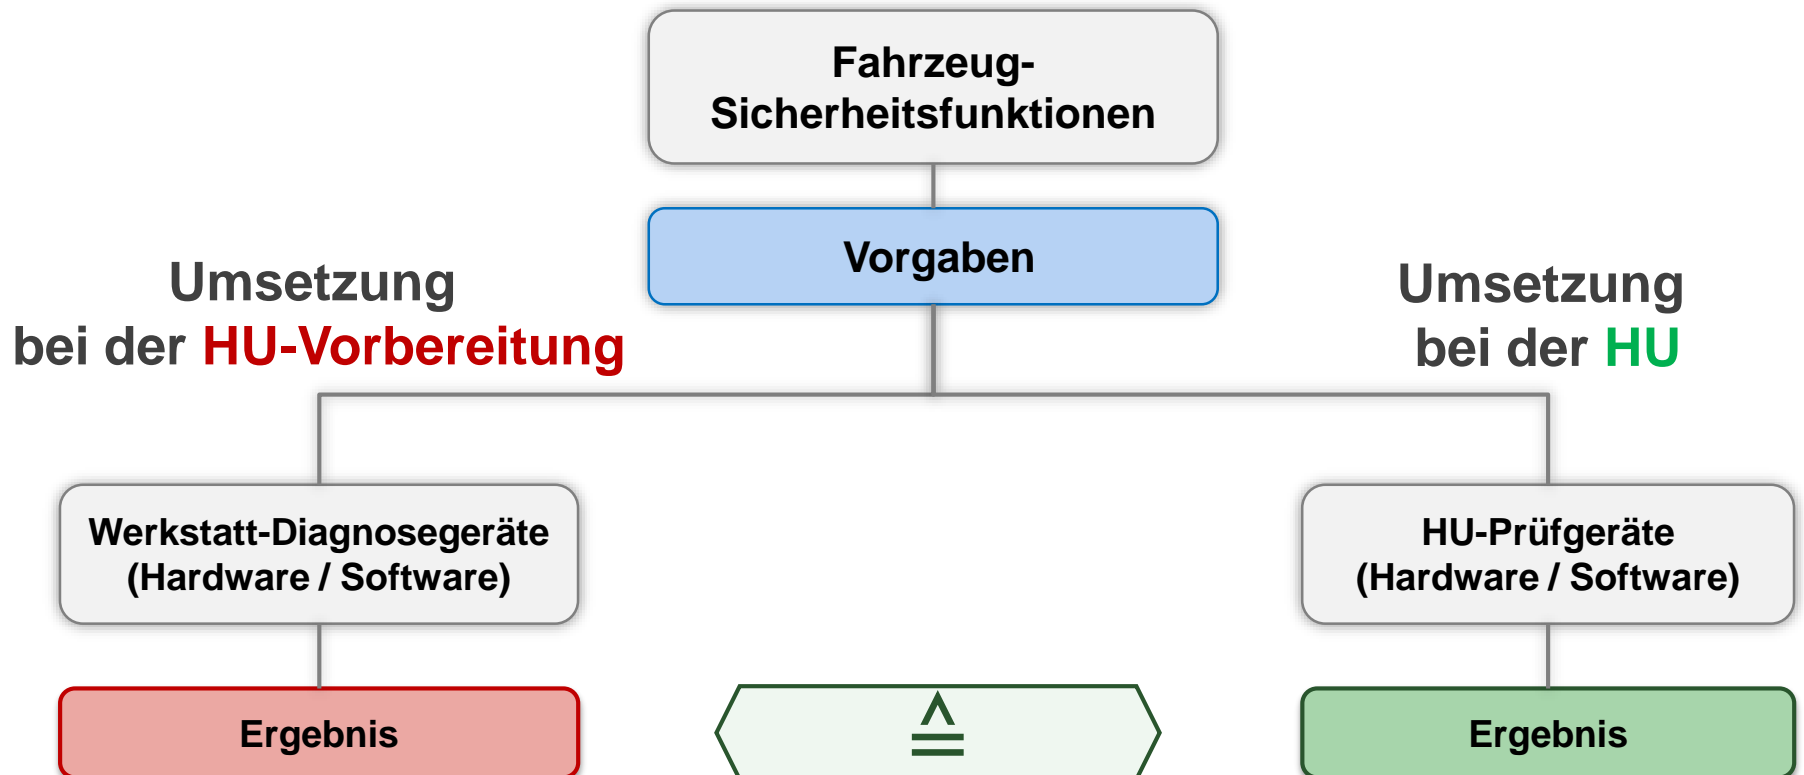 Fahrzeug-
Sicherheitsfunktionen
Vorgaben
Umsetzung
bei der HU-Vorbereitung
Umsetzung
bei der HU
Werkstatt-Diagnosegeräte
(Hardware / Software)
HU-Prüfgeräte
(Hardware / Software)
Ergebnis
≙
Ergebnis